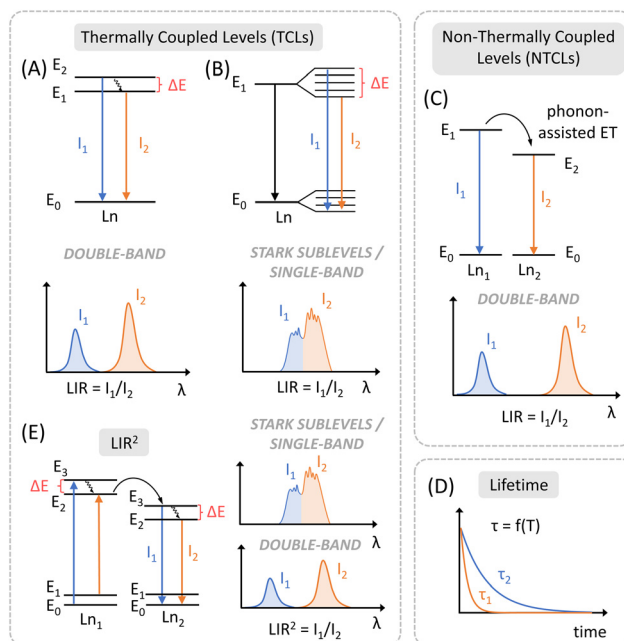 Thermally Coupled Levels (TCLs)
(A)
E2
E1
ΔE
I1
I2
E0
Ln
DOUBLE-BAND
I1
I2
LIR = I1/I2
λ
(B)
E1
ΔE
I1
I2
E0
Ln
STARK SUBLEVELS /
SINGLE-BAND
I1
I2
LIR = I1/I2
λ
Non-Thermally Coupled
Levels (NTCLs)
(C)
phonon-
assisted ET
E1
E2
I1
I2
E0
E0
Ln1
Ln2
DOUBLE-BAND
I1
I2
LIR = I1/I2
λ
(E)
LIR²
E3
ΔE
E2
E3
ΔE
E2
I1
I2
E1
E0
E1
E0
Ln1
Ln2
STARK SUBLEVELS /
SINGLE-BAND
I1
I2
λ
DOUBLE-BAND
I1
I2
λ
LIR² = I1/I2
(D)
Lifetime
τ = f(T)
τ2
τ1
time